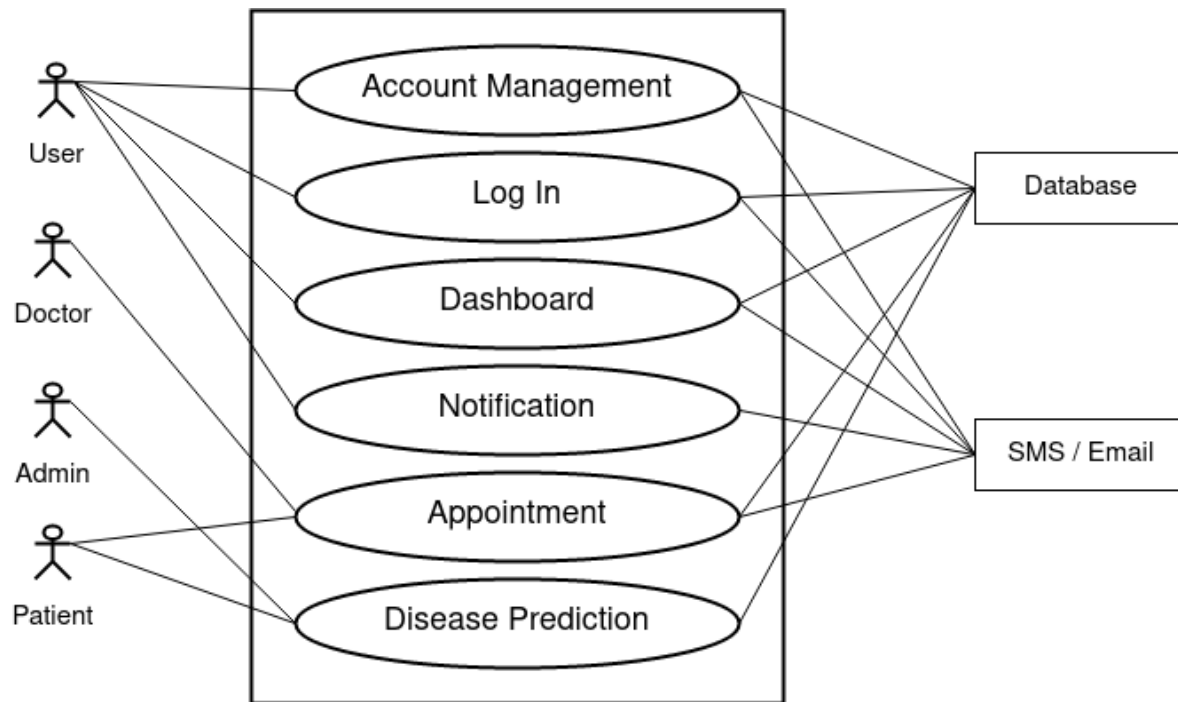 User
Doctor
Admin
Patient
Account Management
Log In
Dashboard
Notification
Appointment
Disease Prediction
Database
SMS / Email